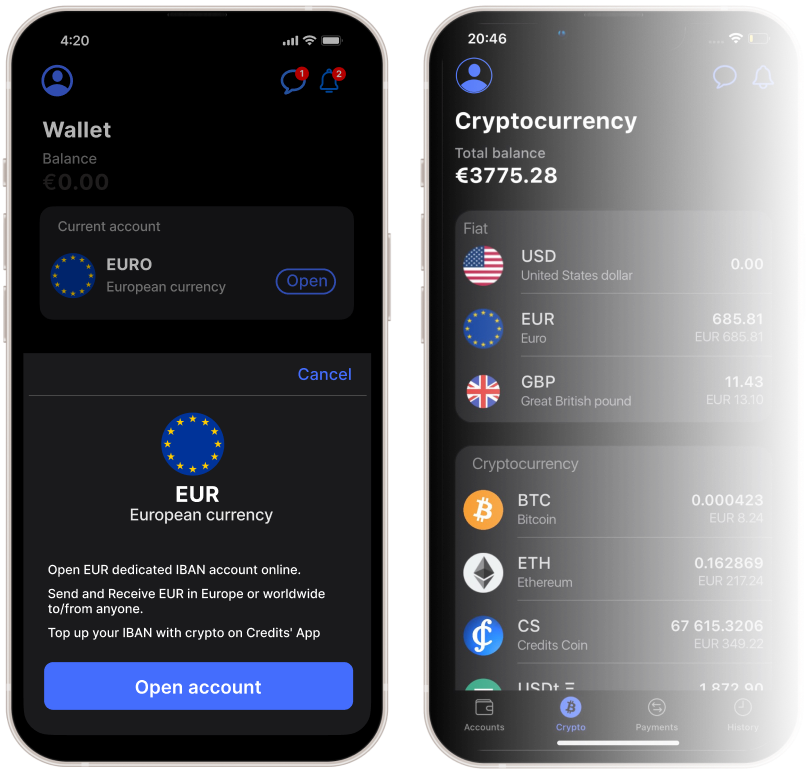 4:20
1
2
Wallet
Balance
€0.00
Current account
EURO
European currency
Open
Cancel
EUR
European currency
Open EUR dedicated IBAN account online.
Send and Receive EUR in Europe or worldwide
to/from anyone.
Top up your IBAN with crypto on Credits' App
Open account
20:46
Cryptocurrency
Total balance
€3775.28
Fiat
USD
0.00
United States dollar
EUR
685.81
Euro
EUR 685.81
GBP
11.43
Great British pound
EUR 13.10
Cryptocurrency
BTC
0.000423
Bitcoin
EUR 8.24
ETH
0.162869
Ethereum
EUR 217.24
CS
67 615.3206
Credits Coin
EUR 349.22
USDt Ξ
1 872.90
Accounts
Crypto
Payments
History